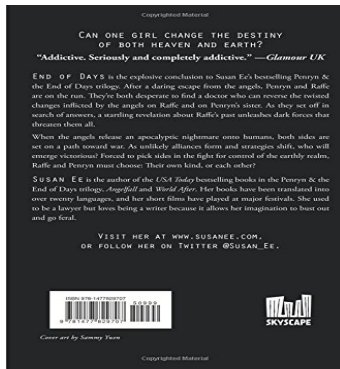 Copyrighted Material
CAN ONE GIRL CHANGE THE DESTINY
OF BOTH HEAVEN AND EARTH?
“Addictive. Seriously and completely addictive.” —Glamour UK
END OF DAYS is the explosive conclusion to Susan Ee's bestselling Penryn &
the End of Days trilogy. After a daring escape from the angels, Penryn and Raffe
are on the run. They're both desperate to find a doctor who can reverse the twisted
changes inflicted by the angels on Raffe and on Penryn's sister. As they set off in
search of answers, a startling revelation about Raffe's past unleashes dark forces that
threaten them all.
When the angels release an apocalyptic nightmare onto humans, both sides are
set on a path toward war. As unlikely alliances form and strategies shift, who will
emerge victorious? Forced to pick sides in the fight for control of the earthly realm,
Raffe and Penryn must choose: Their own kind, or each other?
SUSAN EE is the author of the USA Today bestselling books in the Penryn & the
End of Days trilogy, Angelfall and World After. Her books have been translated into
over twenty languages, and her short films have played at major festivals. She used
to be a lawyer but loves being a writer because it allows her imagination to bust out
and go feral.
VISIT HER AT WWW.SUSANEE.COM,
OR FOLLOW HER ON TWITTER @SUSAN_EE.
ISBN-978-1477829707
9 781477 829707
SKYSCAPE
Cover art by Sammy Yuen
Copyrighted Material